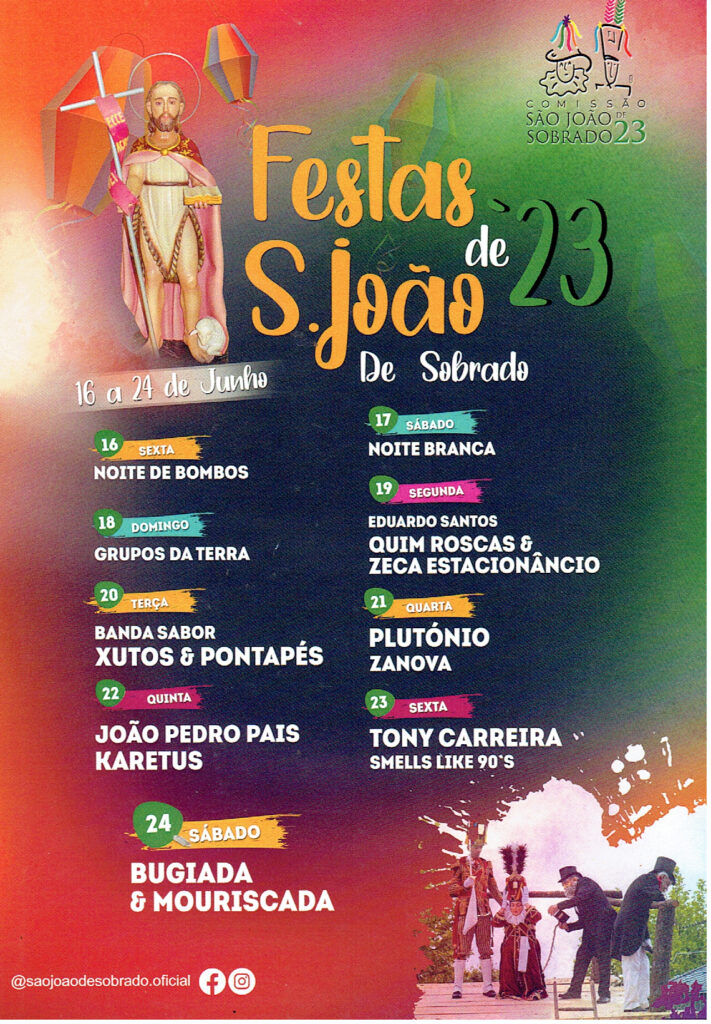 COMISSÃO
SÃO JOÃO DE
SOBRADO 23
Festas
de '23
S. João
De Sobrado
16 a 24 de Junho
16 SEXTA
NOITE DE BOMBOS
17 SÁBADO
NOITE BRANCA
18 DOMINGO
GRUPOS DA TERRA
19 SEGUNDA
EDUARDO SANTOS
QUIM ROSCAS &
ZECA ESTACIONÂNCIO
20 TERÇA
BANDA SABOR
XUTOS & PONTAPÉS
21 QUARTA
PLUTÓNIO
ZANOVA
22 QUINTA
JOÃO PEDRO PAIS
KARETUS
23 SEXTA
TONY CARREIRA
SMELLS LIKE 90`S
24 SÁBADO
BUGIADA
& MOURISCADA
@saojoaodesobrado.oficial